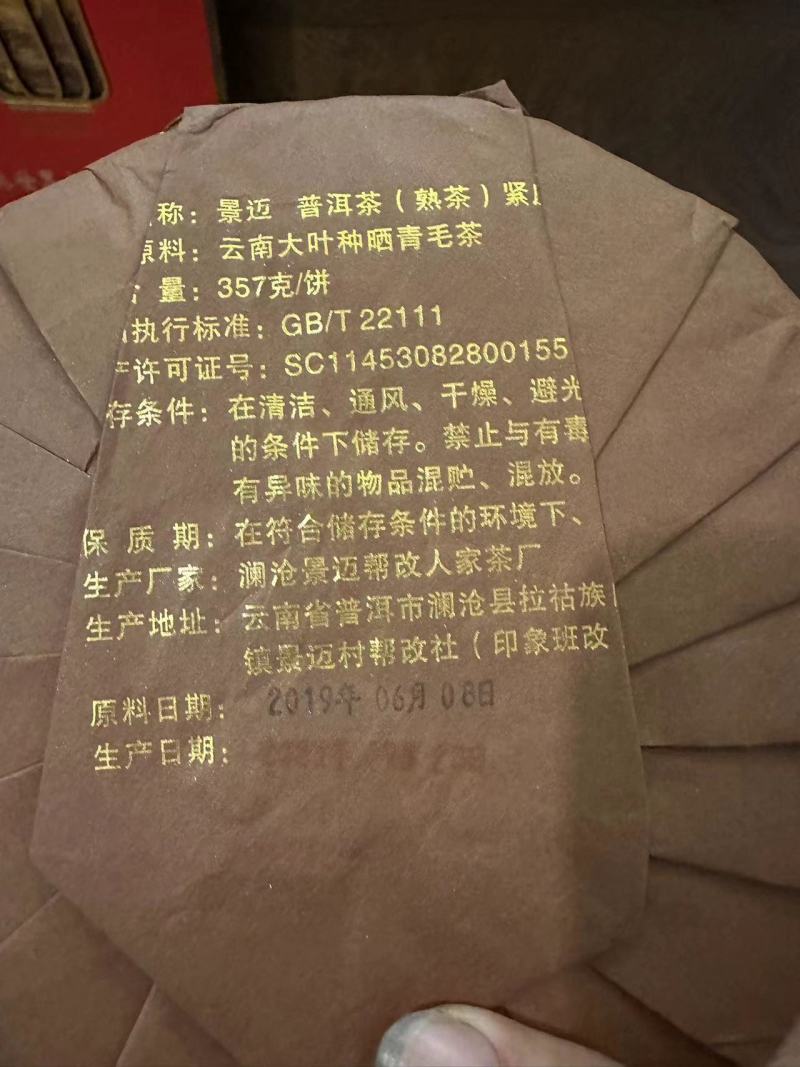 称：景迈 普洱茶（熟茶）紧
原料：云南大叶种晒青毛茶
量：357克/饼
执行标准：GB/T 22111
许可证号：SC11453082800155
存条件：在清洁、通风、干燥、避光
的条件下储存。禁止与有毒
有异味的物品混贮、混放。
保质期：在符合储存条件的环境下、
生产厂家：澜沧景迈帮改人家茶厂
生产地址：云南省普洱市澜沧县拉祜族
镇景迈村帮改社（印象班改
原料日期：2019年 06月 08日
生产日期：